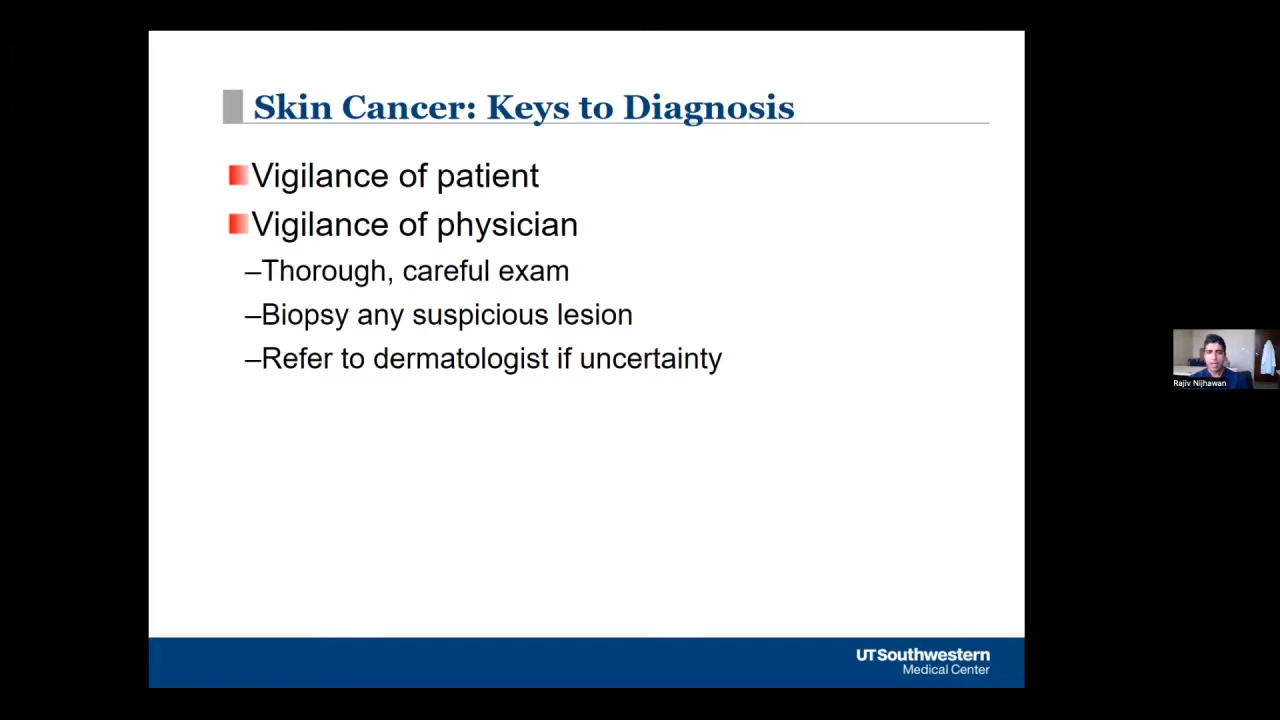 Skin Cancer: Keys to Diagnosis
Vigilance of patient
Vigilance of physician
–Thorough, careful exam
–Biopsy any suspicious lesion
–Refer to dermatologist if uncertainty
Rajiv Nijhawan
UTSouthwestern
Medical Center